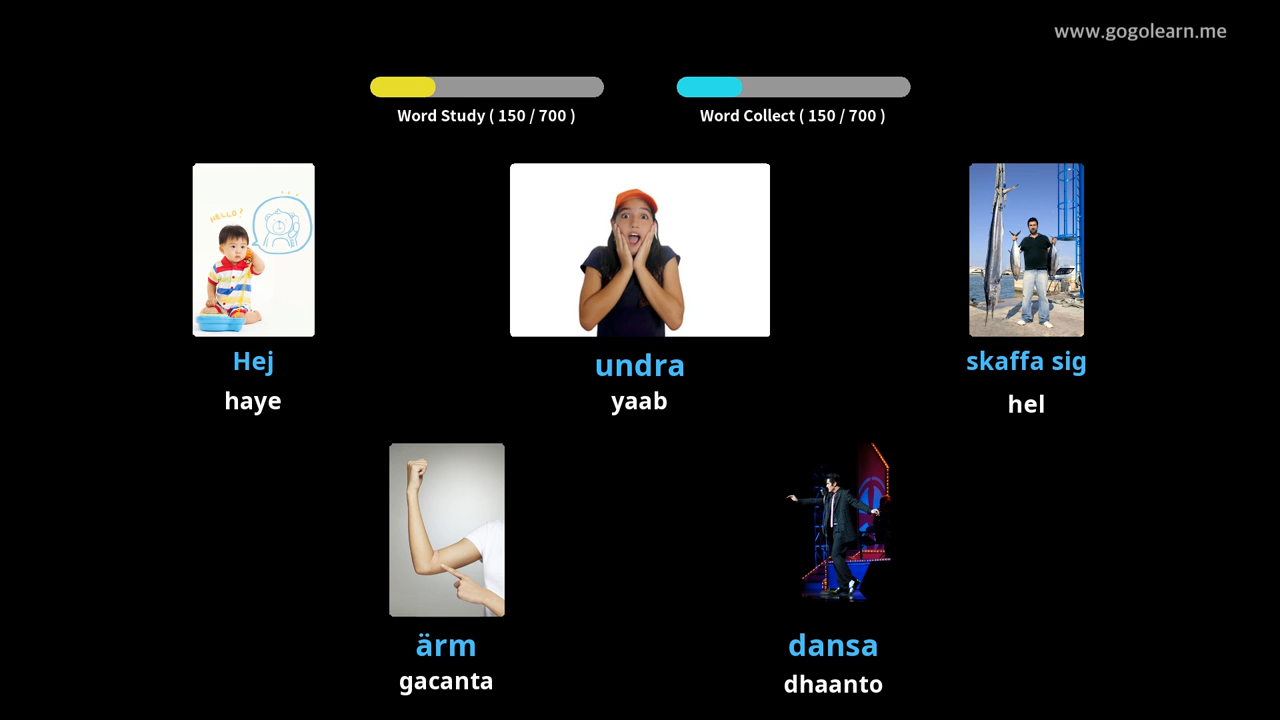 www.gogolearn.me
Word Study ( 150 / 700 )
Word Collect ( 150 / 700 )
HELLO?
Hej
haye
undra
yaab
skaffa sig
hel
ärm
gacanta
dansa
dhaanto